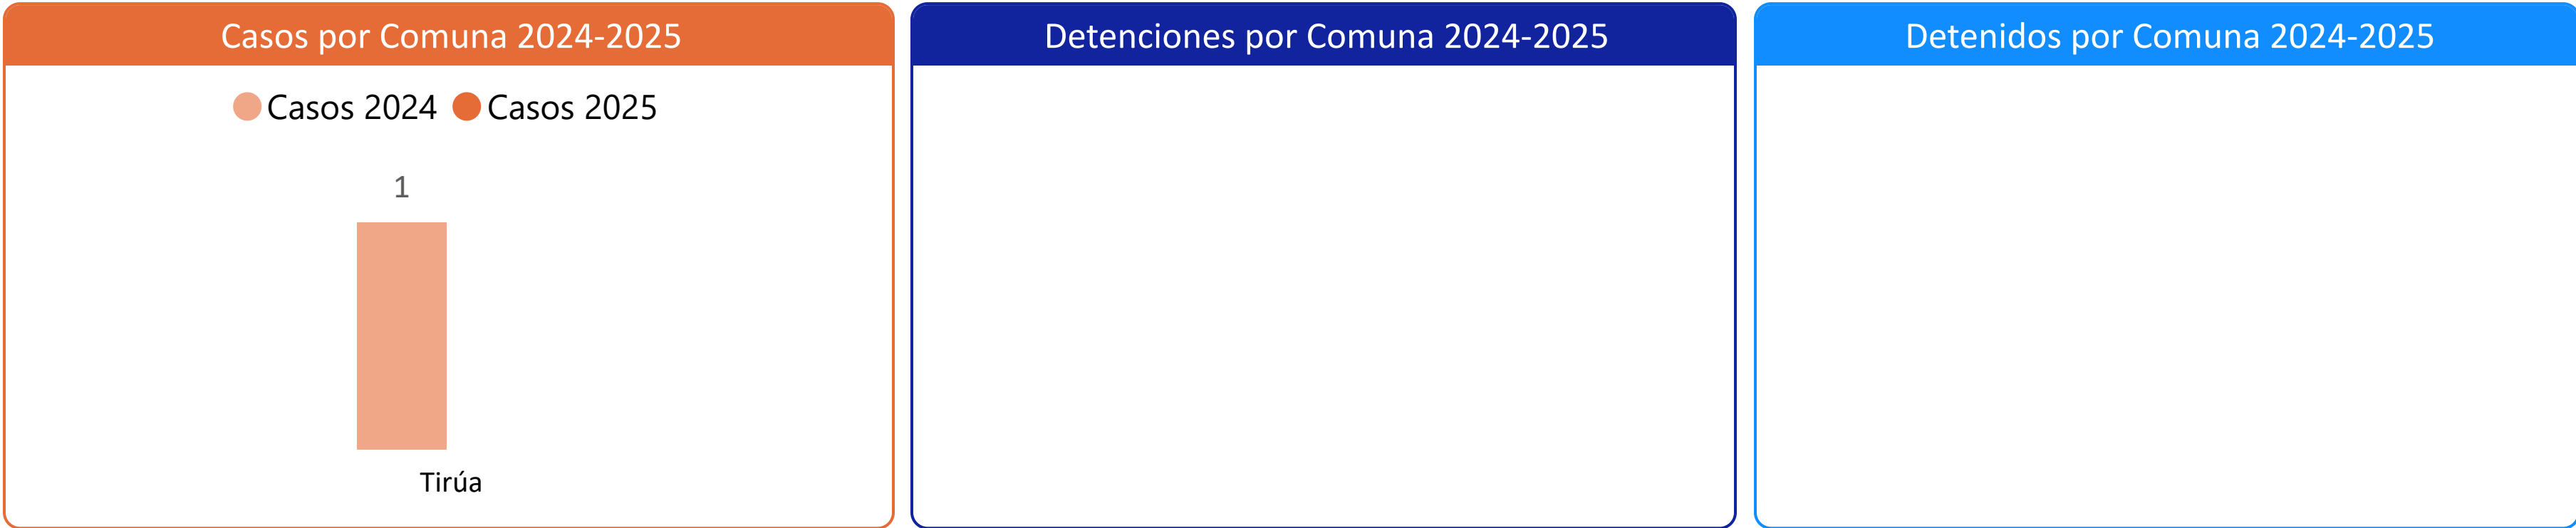 Casos por Comuna 2024-2025
Casos 2024 Casos 2025
1
Tirúa
Detenciones por Comuna 2024-2025
Detenidos por Comuna 2024-2025